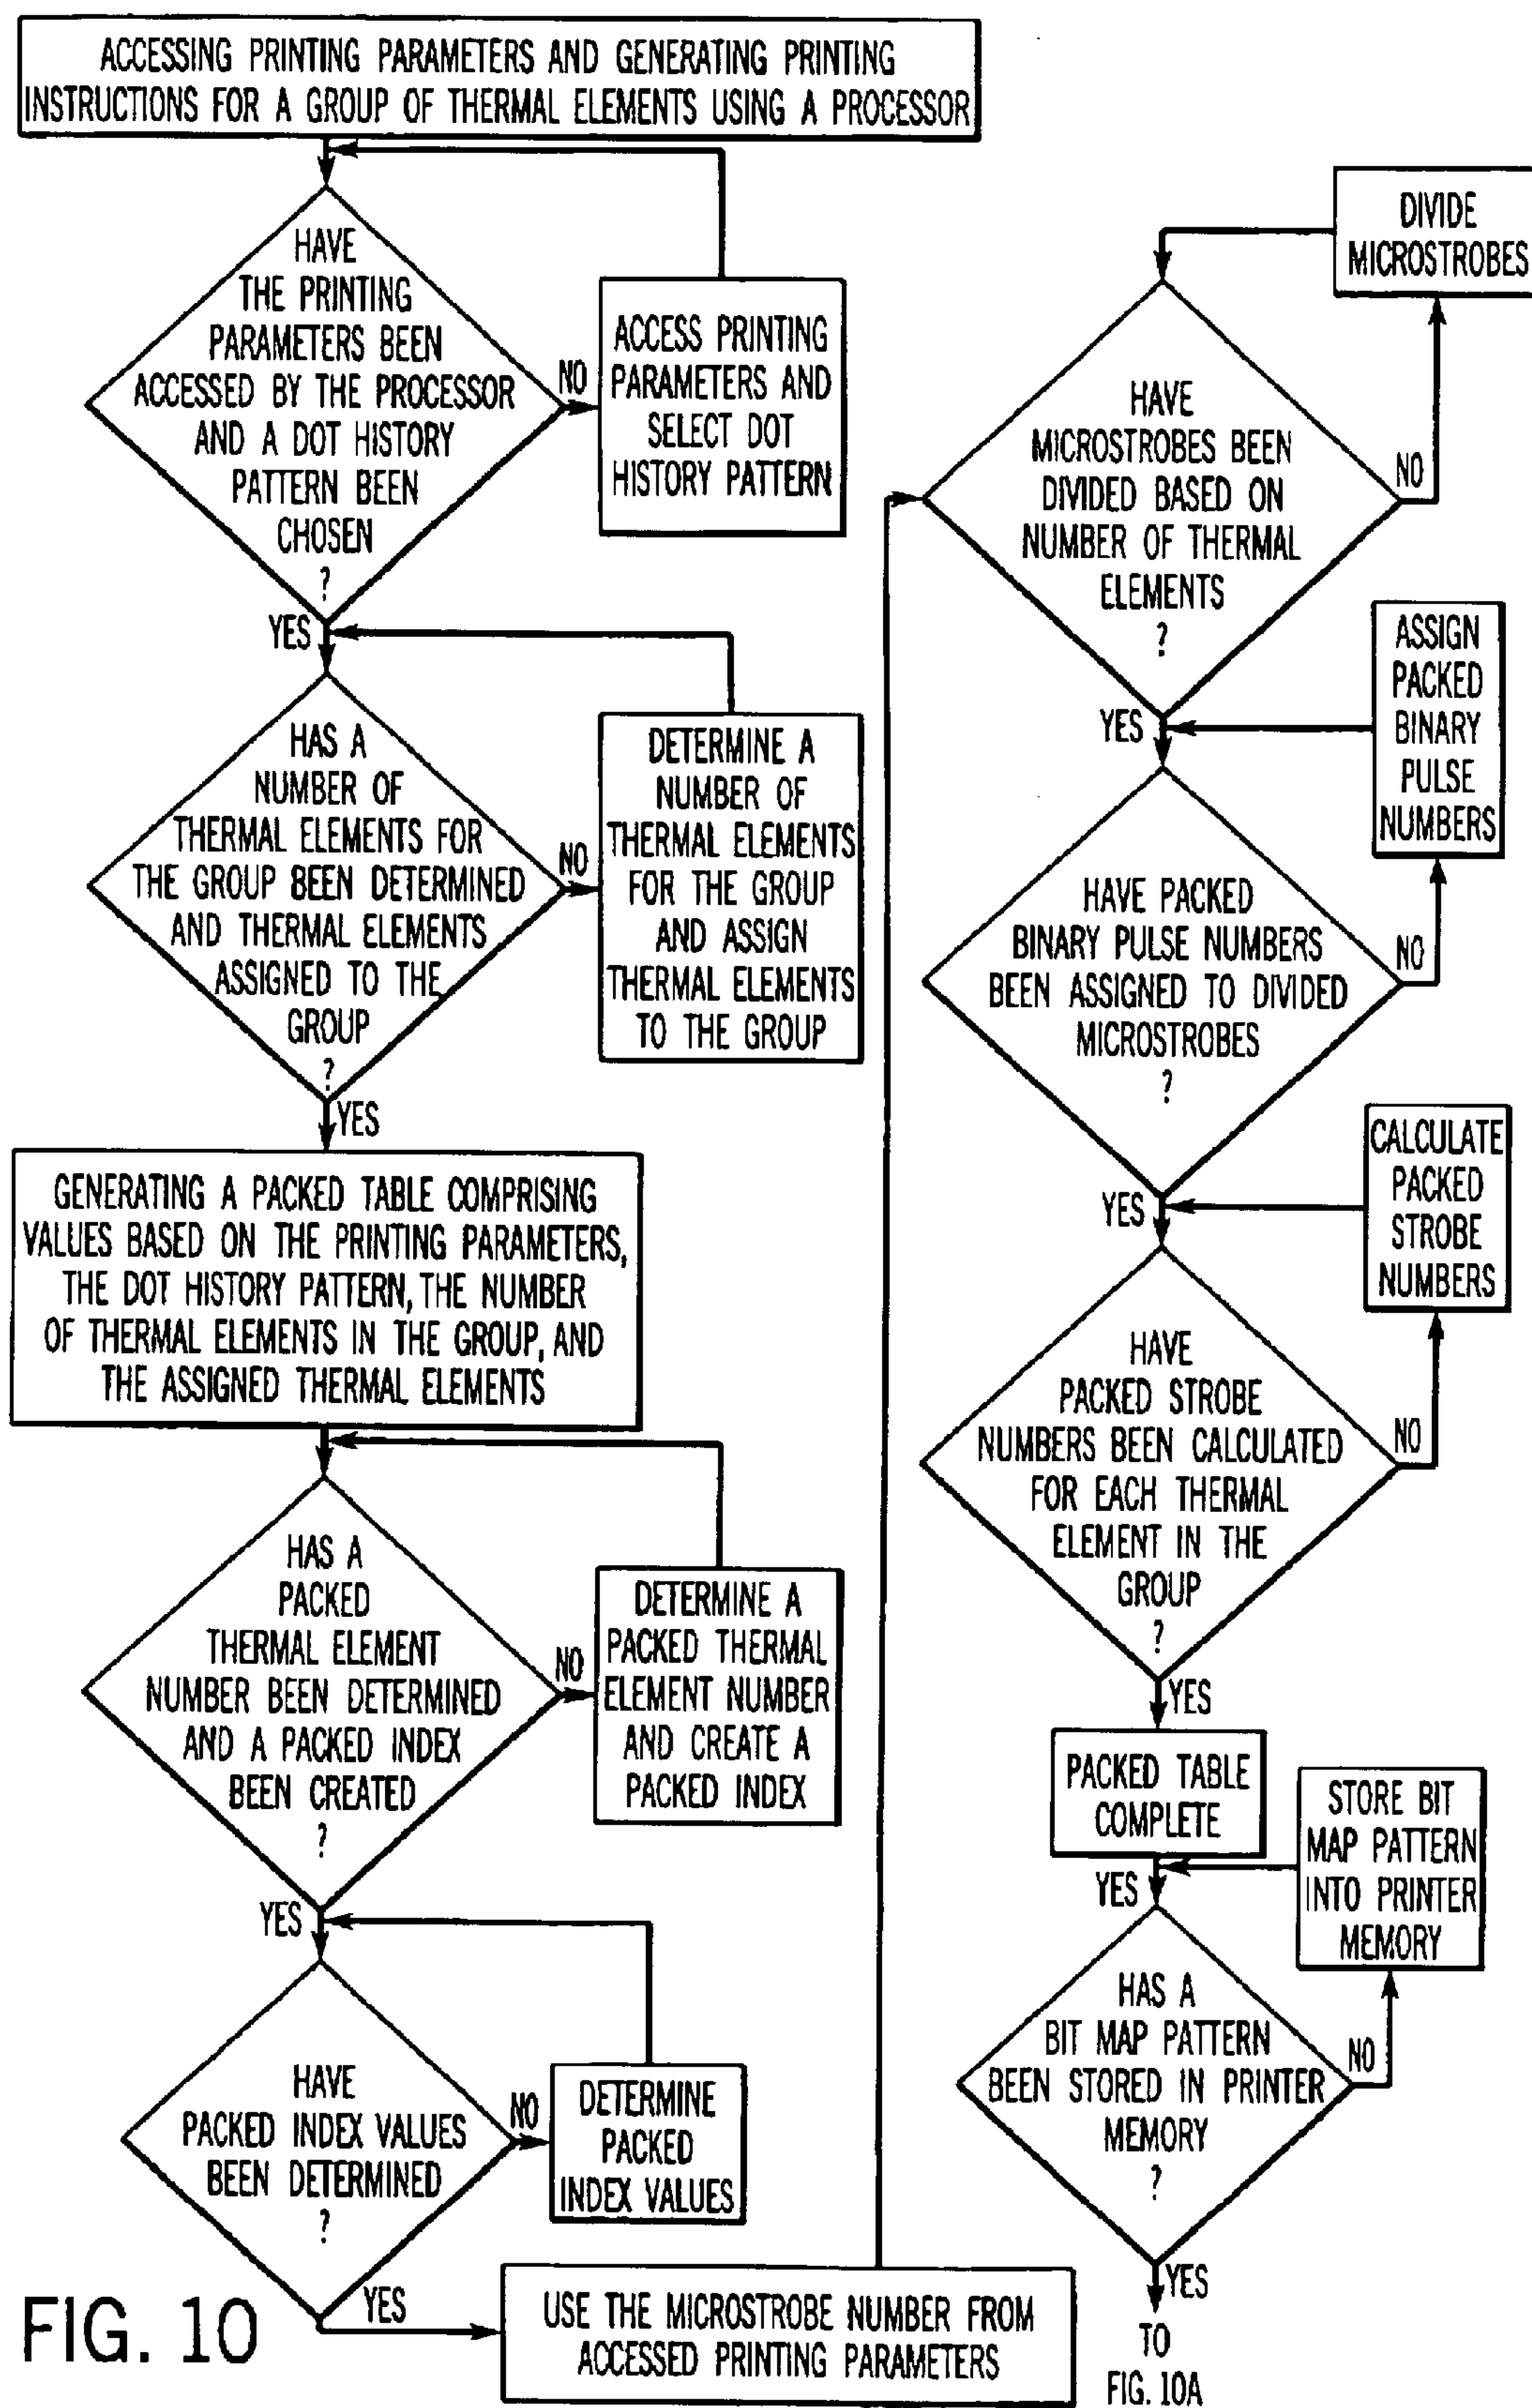 ACCESSING PRINTING PARAMETERS AND GENERATING PRINTING
INSTRUCTIONS FOR A GROUP OF THERMAL ELEMENTS USING A PROCESSOR
HAVE
THE PRINTING
PARAMETERS BEEN
ACCESSED BY THE PROCESSOR
AND A DOT HISTORY
PATTERN BEEN
CHOSEN
?
NO
ACCESS PRINTING
PARAMETERS AND
SELECT DOT
HISTORY PATTERN
YES
HAS A
NUMBER OF
THERMAL ELEMENTS FOR
THE GROUP BEEN DETERMINED
AND THERMAL ELEMENTS
ASSIGNED TO THE
GROUP
?
NO
DETERMINE A
NUMBER OF
THERMAL ELEMENTS
FOR THE GROUP
AND ASSIGN
THERMAL ELEMENTS
TO THE GROUP
YES
GENERATING A PACKED TABLE COMPRISING
VALUES BASED ON THE PRINTING PARAMETERS,
THE DOT HISTORY PATTERN, THE NUMBER
OF THERMAL ELEMENTS IN THE GROUP, AND
THE ASSIGNED THERMAL ELEMENTS
HAS A
PACKED
THERMAL ELEMENT
NUMBER BEEN DETERMINED
AND A PACKED INDEX
BEEN CREATED
?
NO
DETERMINE A
PACKED THERMAL
ELEMENT NUMBER
AND CREATE A
PACKED INDEX
YES
HAVE
PACKED INDEX VALUES
BEEN DETERMINED
?
NO
DETERMINE
PACKED
INDEX VALUES
YES
USE THE MICROSTROBE NUMBER FROM
ACCESSED PRINTING PARAMETERS
DIVIDE
MICROSTROBES
HAVE
MICROSTROBES BEEN
DIVIDED BASED ON
NUMBER OF THERMAL
ELEMENTS
?
NO
YES
ASSIGN
PACKED
BINARY
PULSE
NUMBERS
HAVE PACKED
BINARY PULSE NUMBERS
BEEN ASSIGNED TO DIVIDED
MICROSTROBES
?
NO
YES
CALCULATE
PACKED
STROBE
NUMBERS
HAVE
PACKED STROBE
NUMBERS BEEN CALCULATED
FOR EACH THERMAL
ELEMENT IN THE
GROUP
?
NO
YES
PACKED TABLE
COMPLETE
YES
STORE BIT
MAP PATTERN
INTO PRINTER
MEMORY
HAS A
BIT MAP PATTERN
BEEN STORED IN PRINTER
MEMORY
?
NO
YES
TO
FIG. 10A
FIG. 10